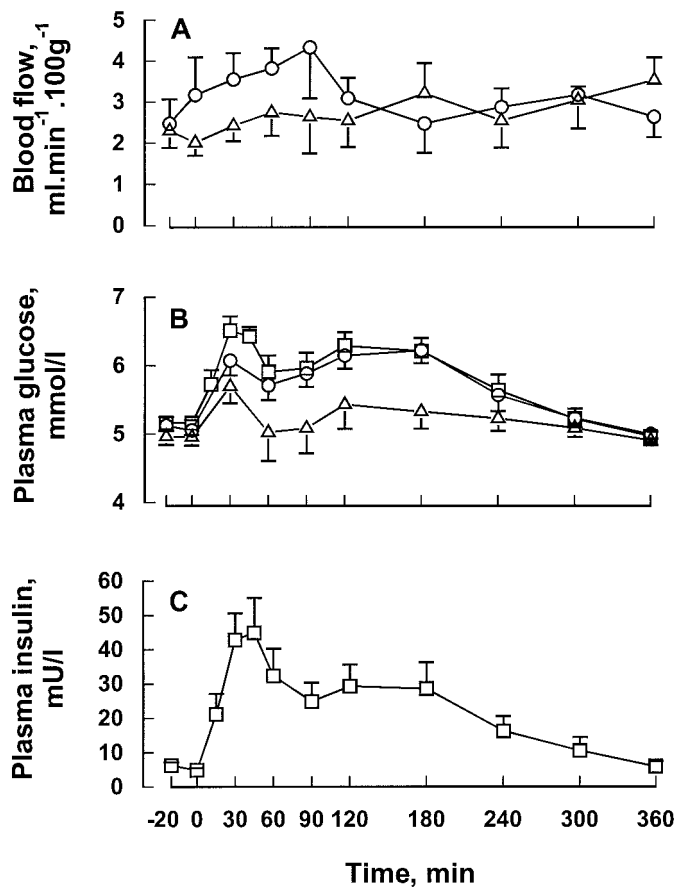 A
Blood flow,
ml.min-1.100g-1
5
4
3
2
1
0
B
Plasma glucose,
mmol/l
7
6
5
4
C
Plasma insulin,
mU/l
60
50
40
30
20
10
0
-20 0 30 60 90 120 180 240 300 360
Time, min